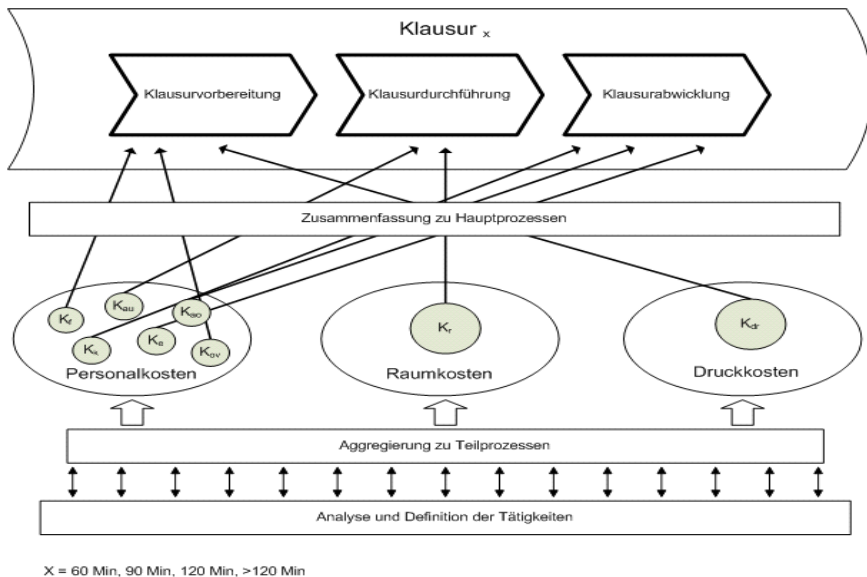 Klausur x
Klausurvorbereitung
Klausurdurchführung
Klausurabwicklung
Zusammenfassung zu Hauptprozessen
Kf
Kau
Kao
Kk
Ke
Kov
Personalkosten
Kr
Raumkosten
Kdr
Druckkosten
Aggregierung zu Teilprozessen
Analyse und Definition der Tätigkeiten
X = 60 Min, 90 Min, 120 Min, >120 Min